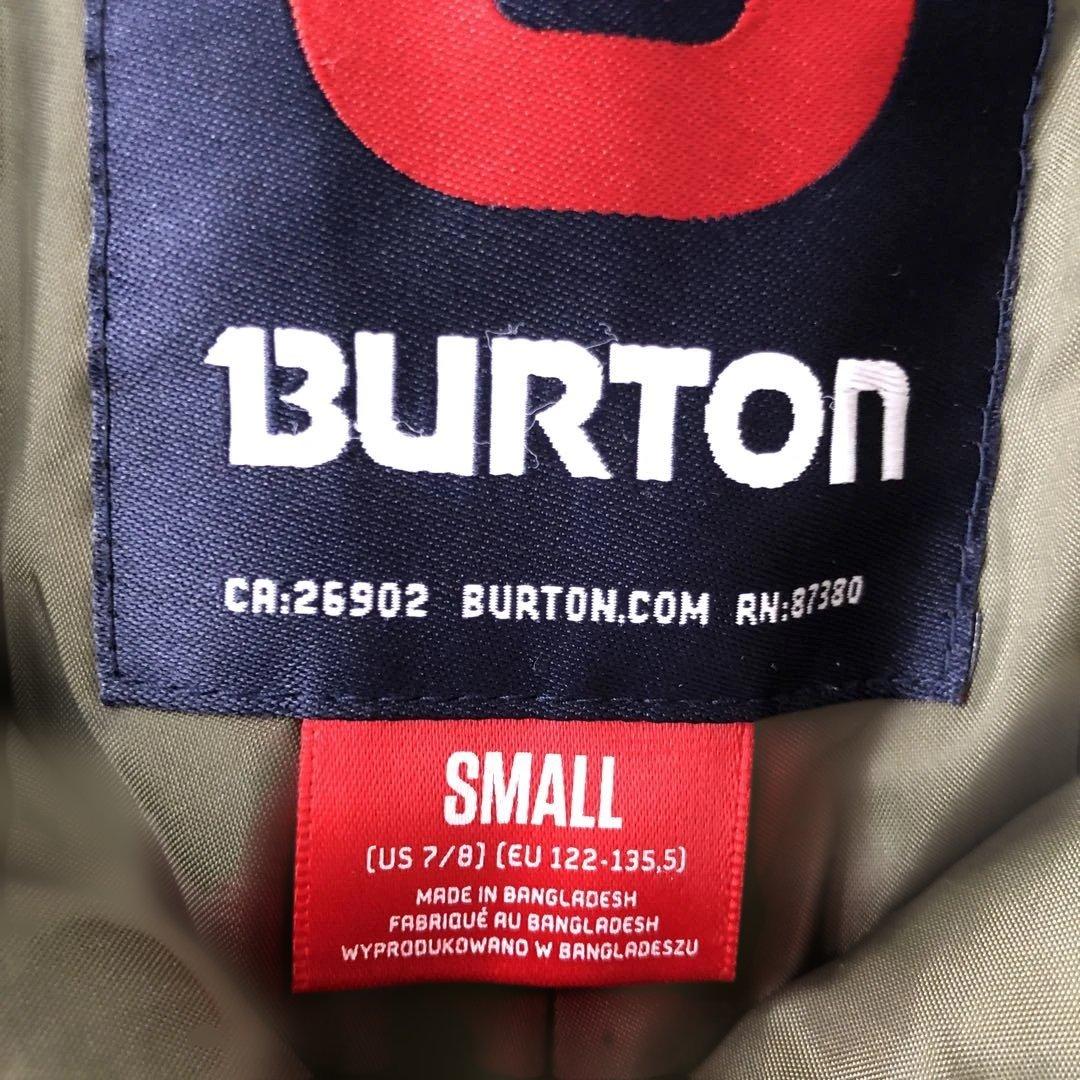 BURTON
CA:26902 BURTON.COM RN:87380
SMALL
(US 7/8) (EU 122-135,5)
MADE IN BANGLADESH
FABRIQUÉ AU BANGLADESH
WYPRODUKOWANO W BANGLADESZU